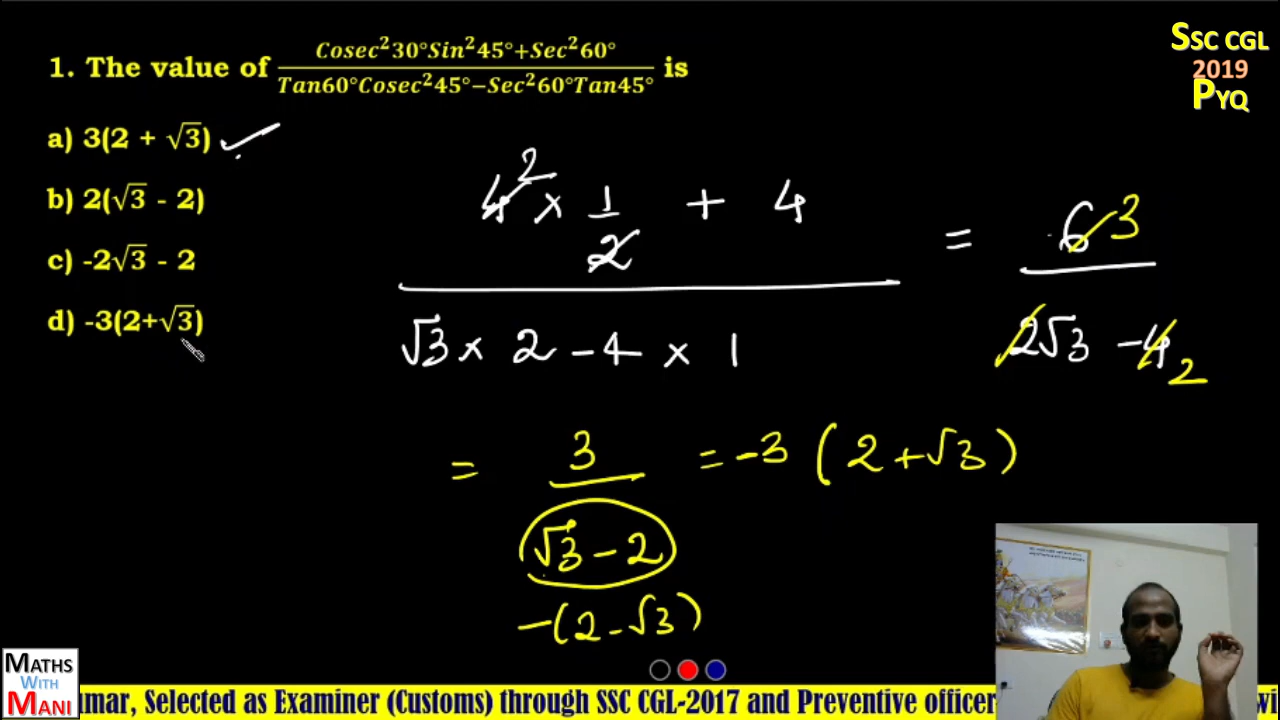 SSC CGL
2019
PYQ
1. The value of (Cosec²30°Sin²45°+Sec²60°)/(Tan60°Cosec²45°−Sec²60°Tan45°) is
a) 3(2 + √3)
b) 2(√3 - 2)
c) -2√3 - 2
d) -3(2+√3)
4 2 × 1/2 + 4
√3 × 2 − 4 × 1
= 6 3
2√3 − 4 2
= 3/(√3 − 2) = -3 (2+√3)
−(2 − √3)
MATHS
WITH
MANI
umar, Selected as Examiner (Customs) through SSC CGL-2017 and Preventive officer
wi